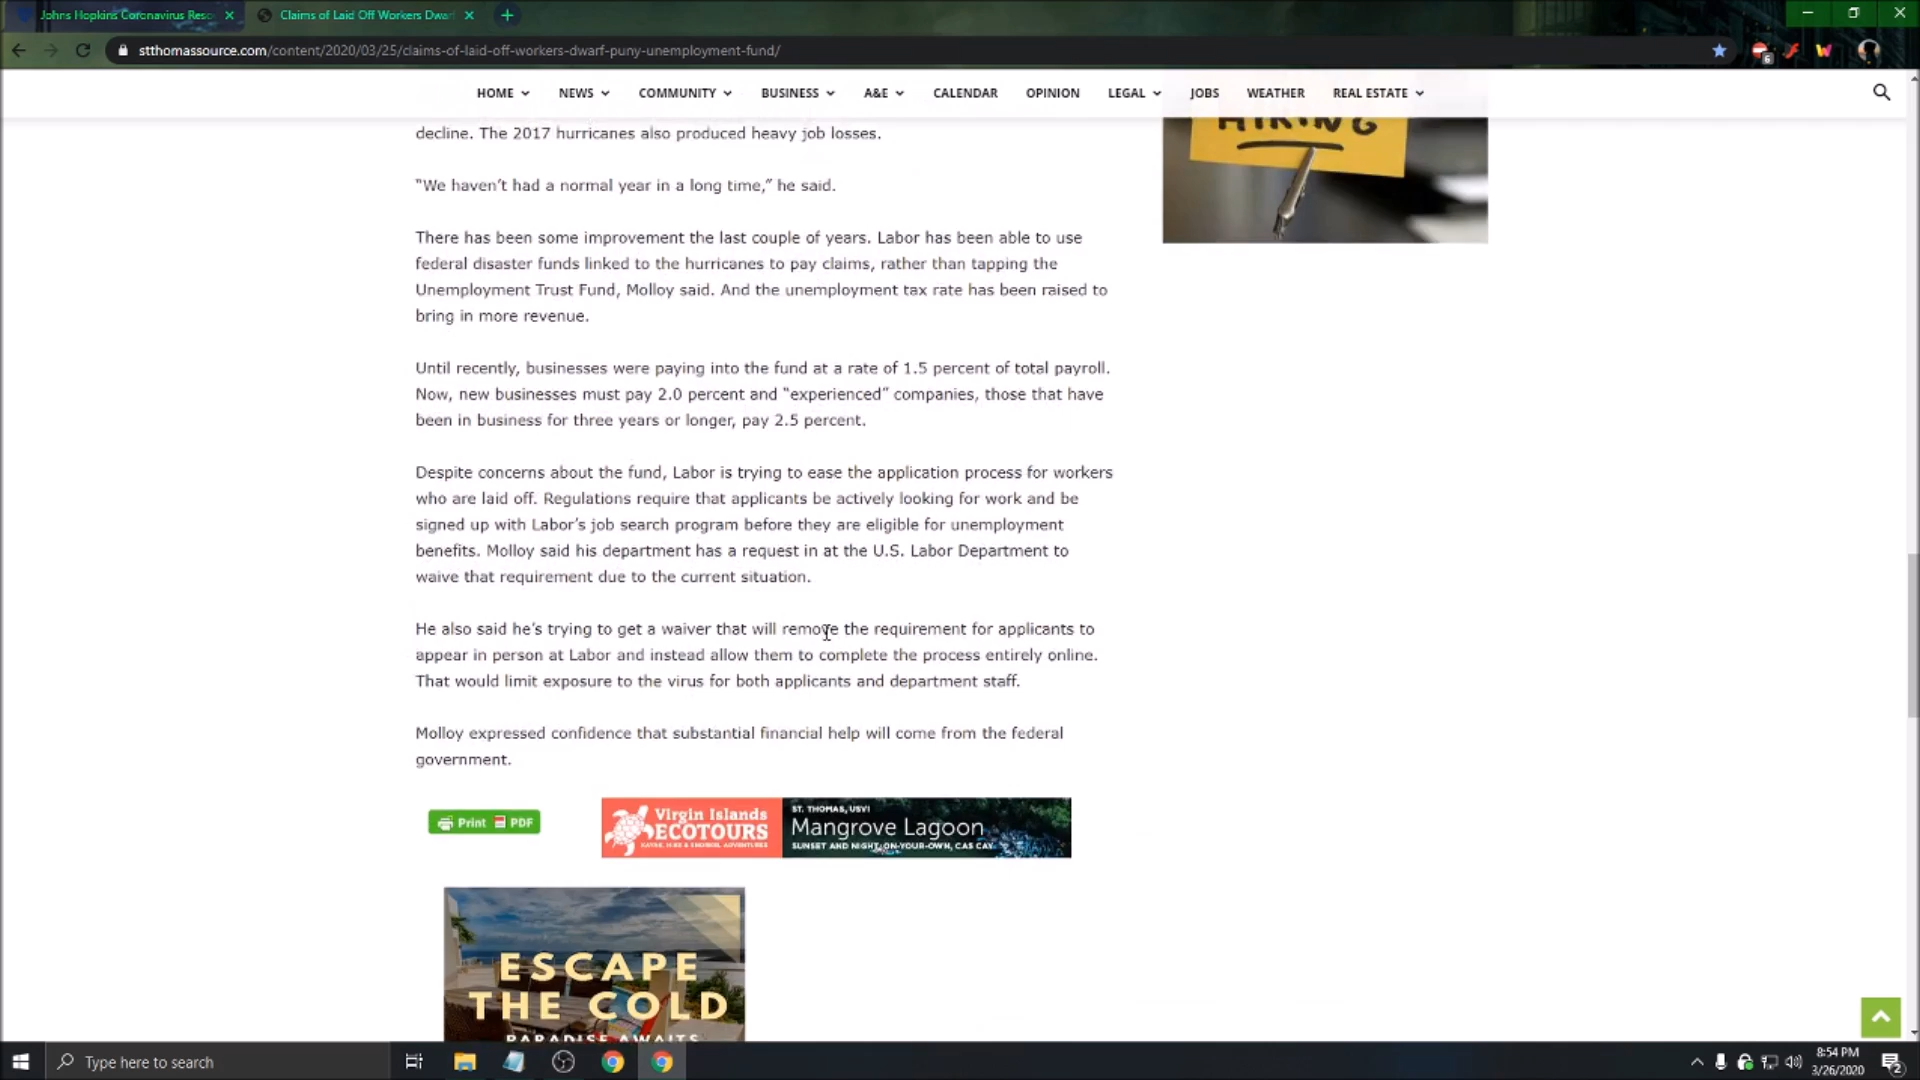 Johns Hopkins Coronavirus Reso
Claims of Laid Off Workers Dwarf
stthomassource.com/content/2020/03/25/claims-of-laid-off-workers-dwarf-puny-unemployment-fund/
6
HOME NEWS COMMUNITY BUSINESS A&E CALENDAR OPINION LEGAL JOBS WEATHER REAL ESTATE
HIRING
decline. The 2017 hurricanes also produced heavy job losses.
“We haven’t had a normal year in a long time,” he said.
There has been some improvement the last couple of years. Labor has been able to use
federal disaster funds linked to the hurricanes to pay claims, rather than tapping the
Unemployment Trust Fund, Molloy said. And the unemployment tax rate has been raised to
bring in more revenue.
Until recently, businesses were paying into the fund at a rate of 1.5 percent of total payroll.
Now, new businesses must pay 2.0 percent and “experienced” companies, those that have
been in business for three years or longer, pay 2.5 percent.
Despite concerns about the fund, Labor is trying to ease the application process for workers
who are laid off. Regulations require that applicants be actively looking for work and be
signed up with Labor’s job search program before they are eligible for unemployment
benefits. Molloy said his department has a request in at the U.S. Labor Department to
waive that requirement due to the current situation.
He also said he’s trying to get a waiver that will remove the requirement for applicants to
appear in person at Labor and instead allow them to complete the process entirely online.
That would limit exposure to the virus for both applicants and department staff.
Molloy expressed confidence that substantial financial help will come from the federal
government.
Print PDF
Virgin Islands
ECOTOURS
KAYAK, HIKE & SNORKEL ADVENTURES
ST. THOMAS, USVI
Mangrove Lagoon
SUNSET AND NIGHT, ON-YOUR-OWN, CAS CAY
ESCAPE
THE COLD
PARADISE AWAITS
Type here to search
8:54 PM
3/26/2020
2